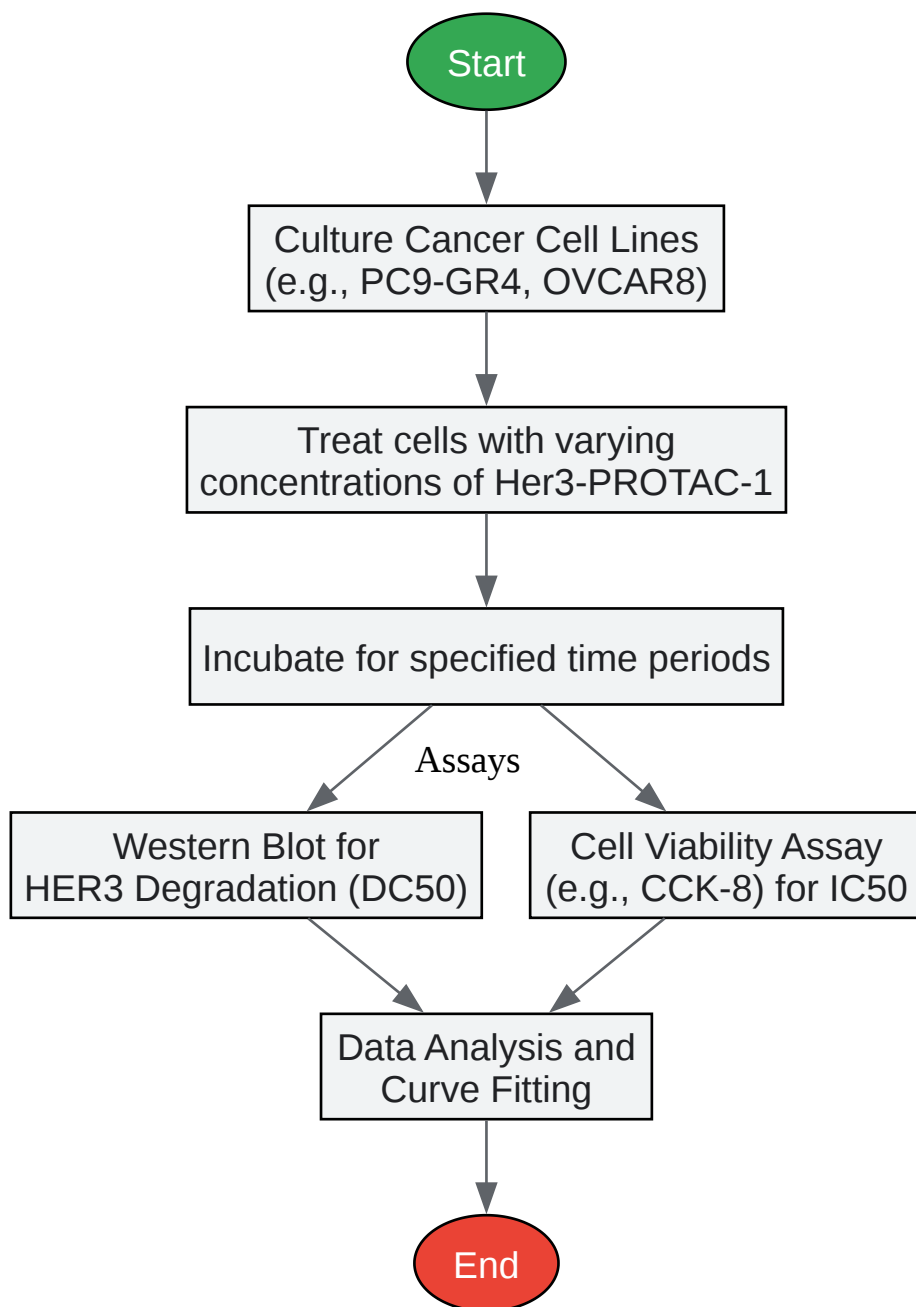 Start
Culture Cancer Cell Lines
(e.g., PC9-GR4, OVCAR8)
Treat cells with varying
concentrations of Her3-PROTAC-1
Incubate for specified time periods
Assays
Western Blot for
HER3 Degradation (DC50)
Cell Viability Assay
(e.g., CCK-8) for IC50
Data Analysis and
Curve Fitting
End